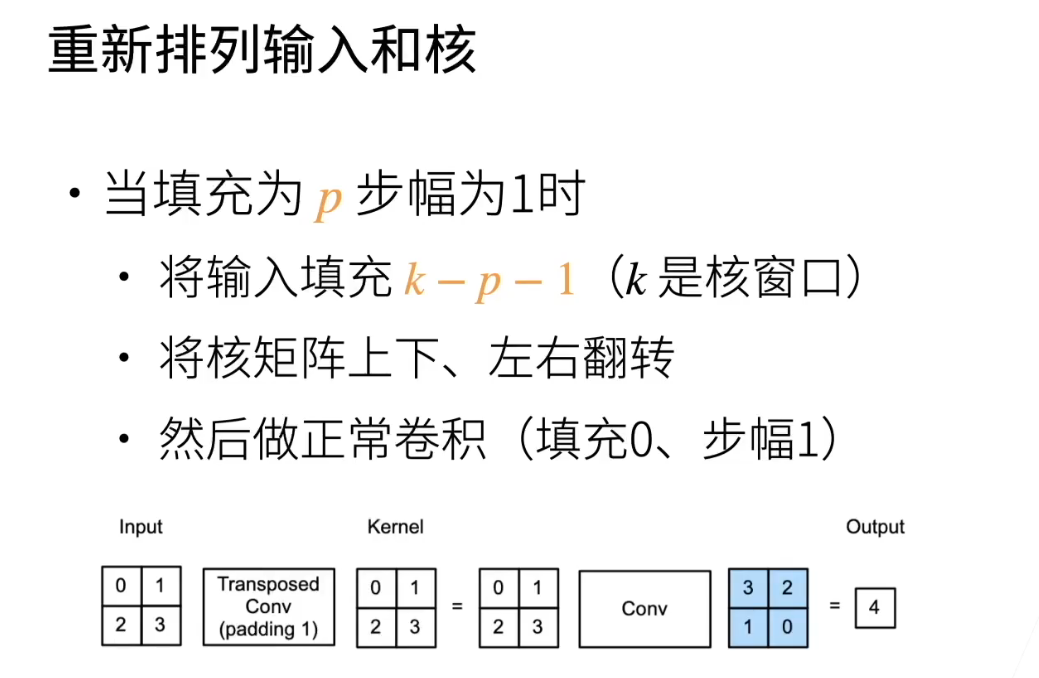 重新排列输入和核
• 当填充为 p 步幅为1时
• 将输入填充 k − p − 1（k 是核窗口）
• 将核矩阵上下、左右翻转
• 然后做正常卷积（填充0、步幅1）
Input Kernel Output
0 1 Transposed 0 1 0 1 3 2
Conv = Conv = 4
2 3 (padding 1) 2 3 2 3 1 0